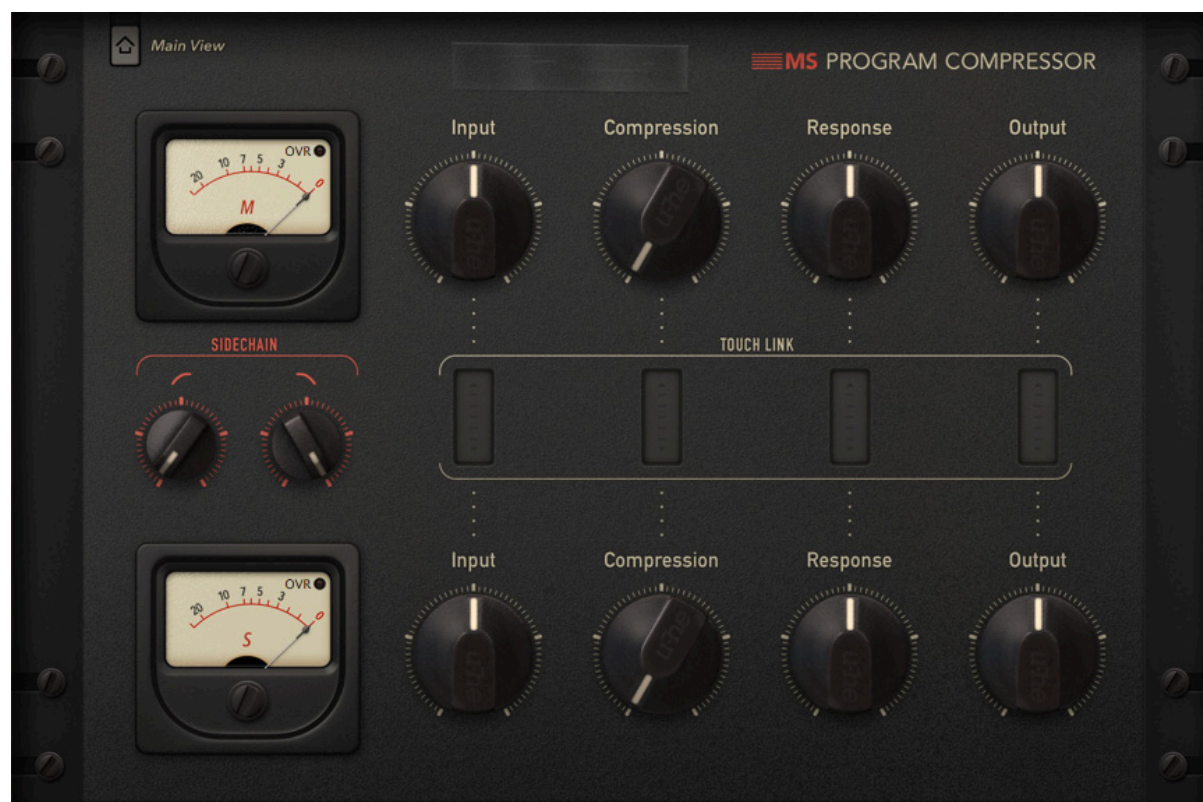 Main View
MS PROGRAM COMPRESSOR
Input Compression Response Output
OVR
20 10 7 5 3 0
M
SIDECHAIN
TOUCH LINK
Input Compression Response Output
OVR
20 10 7 5 3 0
S